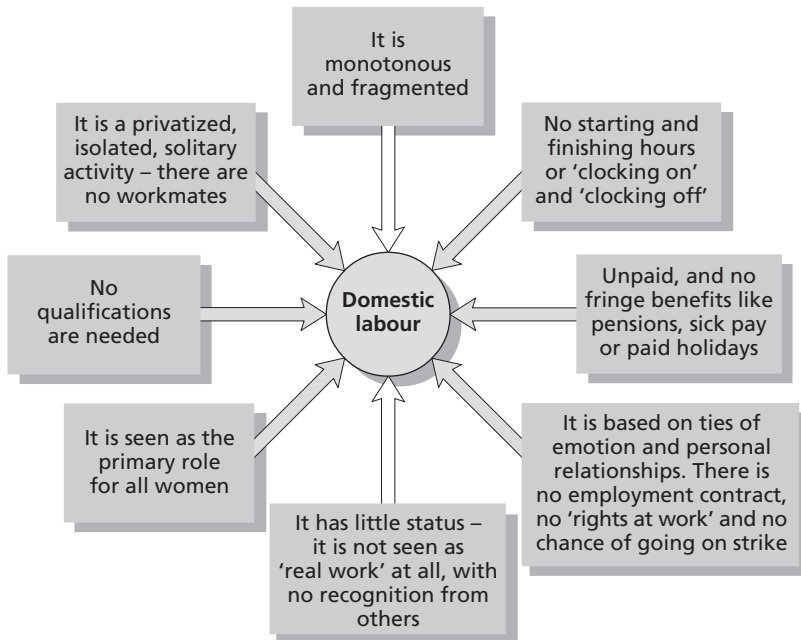 It is
monotonous
and fragmented
It is a privatized,
isolated, solitary
activity – there are
no workmates
No starting and
finishing hours
or ‘clocking on’
and ‘clocking off’
No
qualifications
are needed
Domestic
labour
Unpaid, and no
fringe benefits like
pensions, sick pay
or paid holidays
It is seen as the
primary role
for all women
It has little status –
it is not seen as
‘real work’ at all, with
no recognition from
others
It is based on ties of
emotion and personal
relationships. There is
no employment contract,
no ‘rights at work’ and no
chance of going on strike